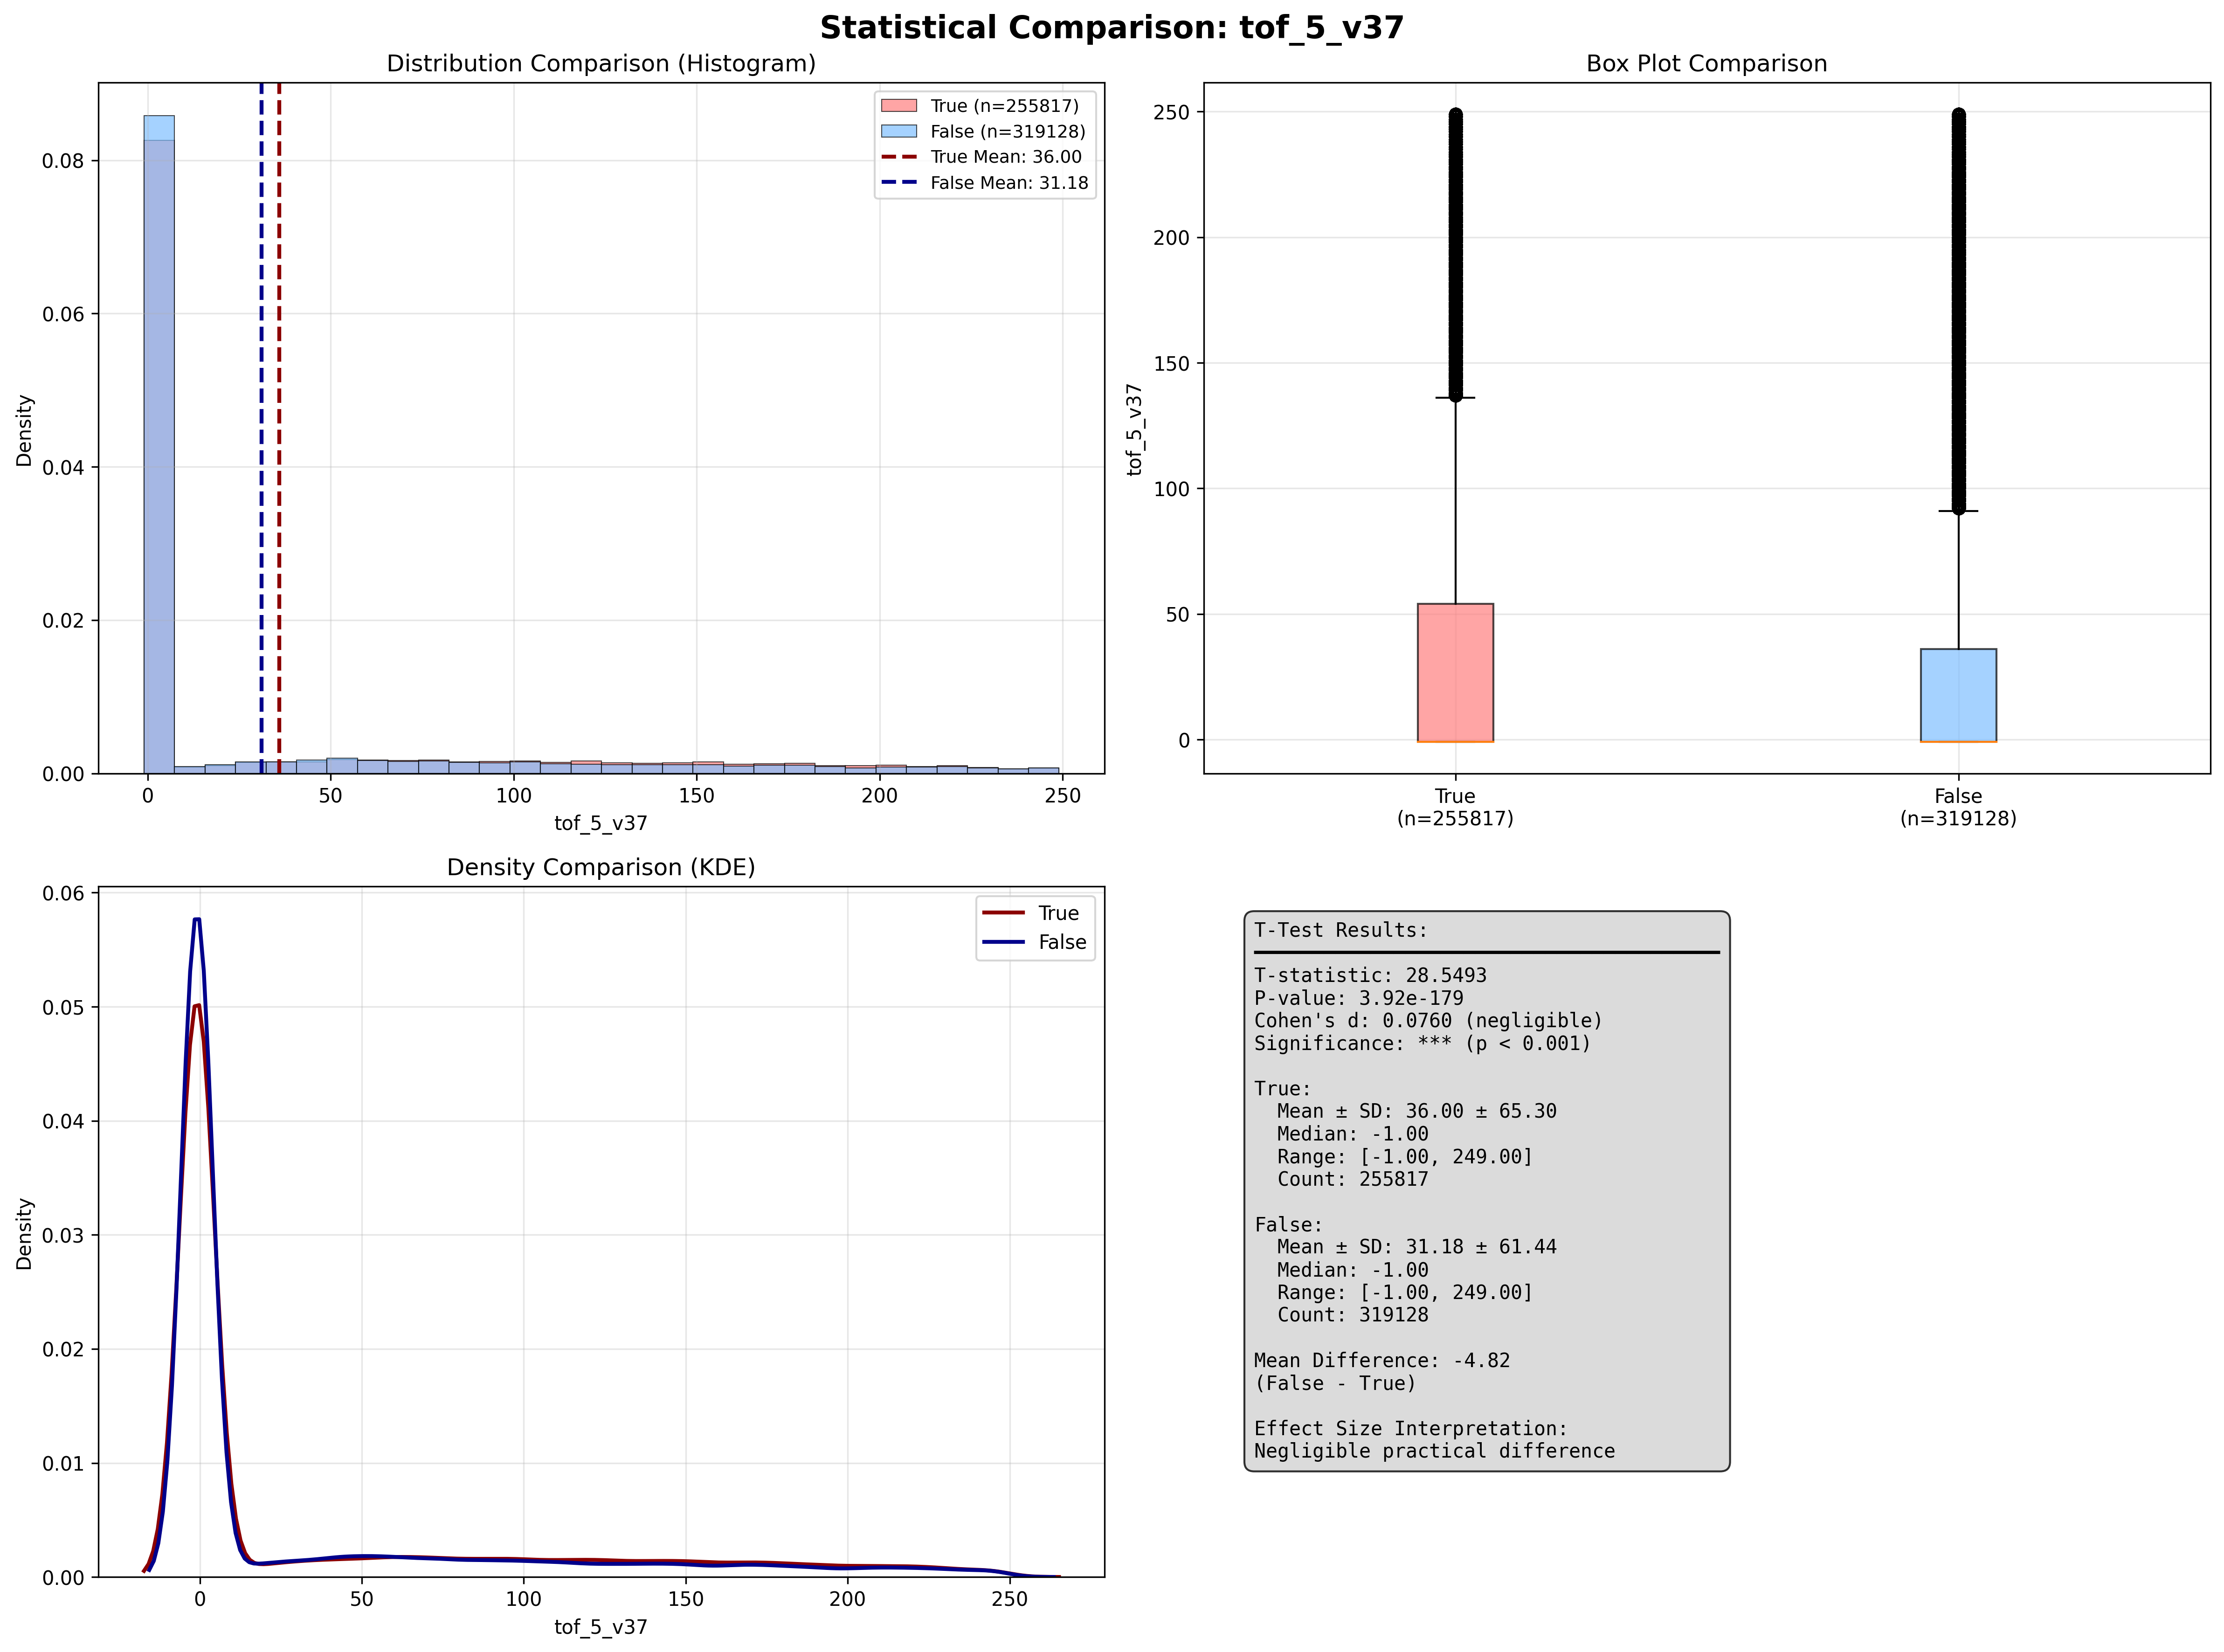 Statistical Comparison: tof_5_v37
Distribution Comparison (Histogram)
Density
0.08
0.06
0.04
0.02
0.00
0
50
100
150
200
250
tof_5_v37
True (n=255817)
False (n=319128)
True Mean: 36.00
False Mean: 31.18
Box Plot Comparison
tof_5_v37
250
200
150
100
50
0
True
(n=255817)
False
(n=319128)
Density Comparison (KDE)
Density
0.06
0.05
0.04
0.03
0.02
0.01
0.00
0
50
100
150
200
250
tof_5_v37
True
False
T-Test Results:
T-statistic: 28.5493
P-value: 3.92e-179
Cohen's d: 0.0760 (negligible)
Significance: *** (p < 0.001)
True:
Mean ± SD: 36.00 ± 65.30
Median: -1.00
Range: [-1.00, 249.00]
Count: 255817
False:
Mean ± SD: 31.18 ± 61.44
Median: -1.00
Range: [-1.00, 249.00]
Count: 319128
Mean Difference: -4.82
(False - True)
Effect Size Interpretation:
Negligible practical difference